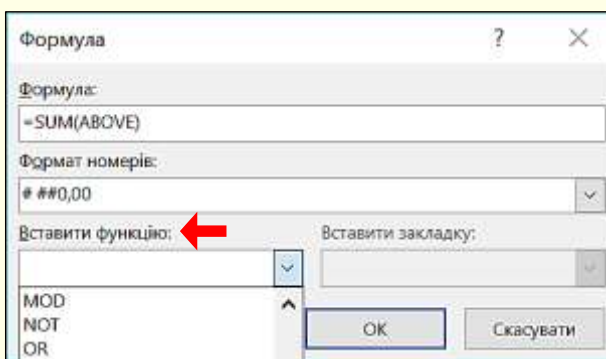 Формула ?
Формула:
=SUM(ABOVE)
Формат номерів:
# ##0,00
Вставити функцію: Вставити закладку:
MOD
NOT
OR
OK Скасувати